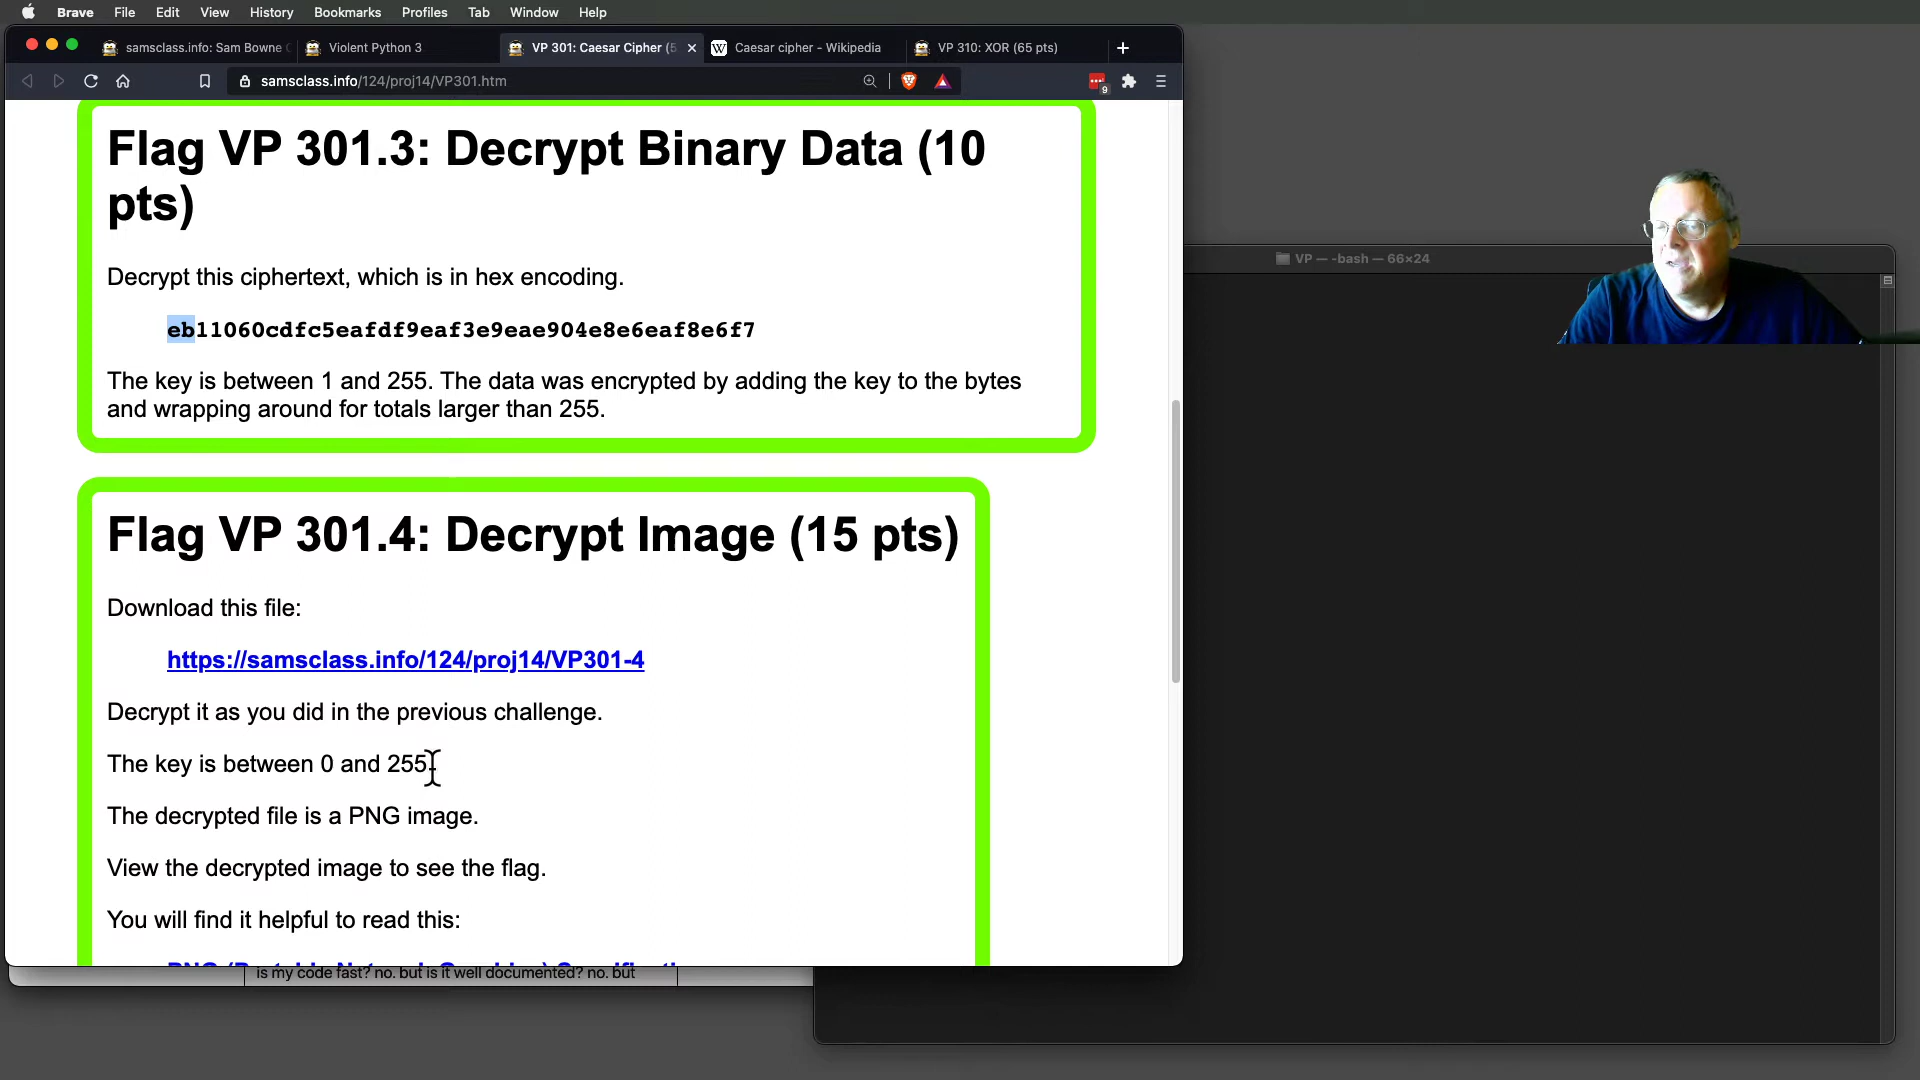 Brave File Edit View History Bookmarks Profiles Tab Window Help
samsclass.info: Sam Bowne Violent Python 3 VP 301: Caesar Cipher (5 Caesar cipher - Wikipedia VP 310: XOR (65 pts)
samsclass.info/124/proj14/VP301.htm
9
Flag VP 301.3: Decrypt Binary Data (10
pts)
VP — -bash — 66×24
Decrypt this ciphertext, which is in hex encoding.
eb11060cdfc5eafdf9eaf3e9eae904e8e6eaf8e6f7
The key is between 1 and 255. The data was encrypted by adding the key to the bytes
and wrapping around for totals larger than 255.
Flag VP 301.4: Decrypt Image (15 pts)
Download this file:
https://samsclass.info/124/proj14/VP301-4
Decrypt it as you did in the previous challenge.
The key is between 0 and 255.
The decrypted file is a PNG image.
View the decrypted image to see the flag.
You will find it helpful to read this:
is my code fast? no. but is it well documented? no. but